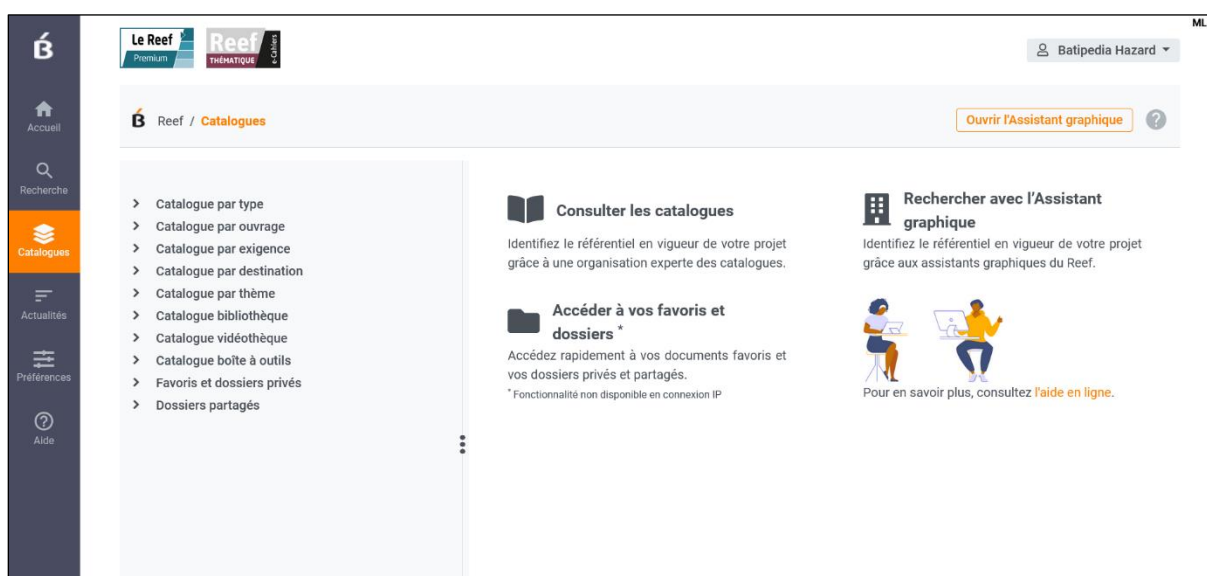 ML
B́
Le Reef
Premium
Reef
THÉMATIQUE
e-Cahiers
Batipedia Hazard
Accueil
Recherche
Catalogues
Actualités
Préférences
Aide
B́ Reef / Catalogues
Ouvrir l'Assistant graphique
?
Catalogue par type
Catalogue par ouvrage
Catalogue par exigence
Catalogue par destination
Catalogue par thème
Catalogue bibliothèque
Catalogue vidéothèque
Catalogue boîte à outils
Favoris et dossiers privés
Dossiers partagés
Consulter les catalogues
Identifiez le référentiel en vigueur de votre projet
grâce à une organisation experte des catalogues.
Accéder à vos favoris et
dossiers *
Accédez rapidement à vos documents favoris et
vos dossiers privés et partagés.
* Fonctionnalité non disponible en connexion IP
Rechercher avec l’Assistant
graphique
Identifiez le référentiel en vigueur de votre projet
grâce aux assistants graphiques du Reef.
Pour en savoir plus, consultez l'aide en ligne.